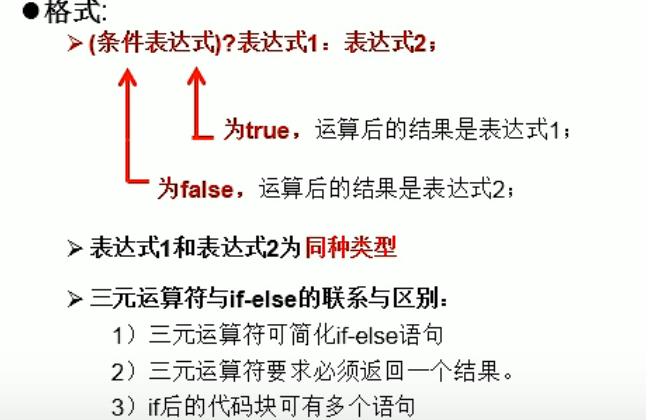 ●格式:
➢(条件表达式)?表达式1：表达式2；
为true，运算后的结果是表达式1；
为false，运算后的结果是表达式2；
➢ 表达式1和表达式2为同种类型
➢ 三元运算符与if-else的联系与区别：
1）三元运算符可简化if-else语句
2）三元运算符要求必须返回一个结果。
3）if后的代码块可有多个语句